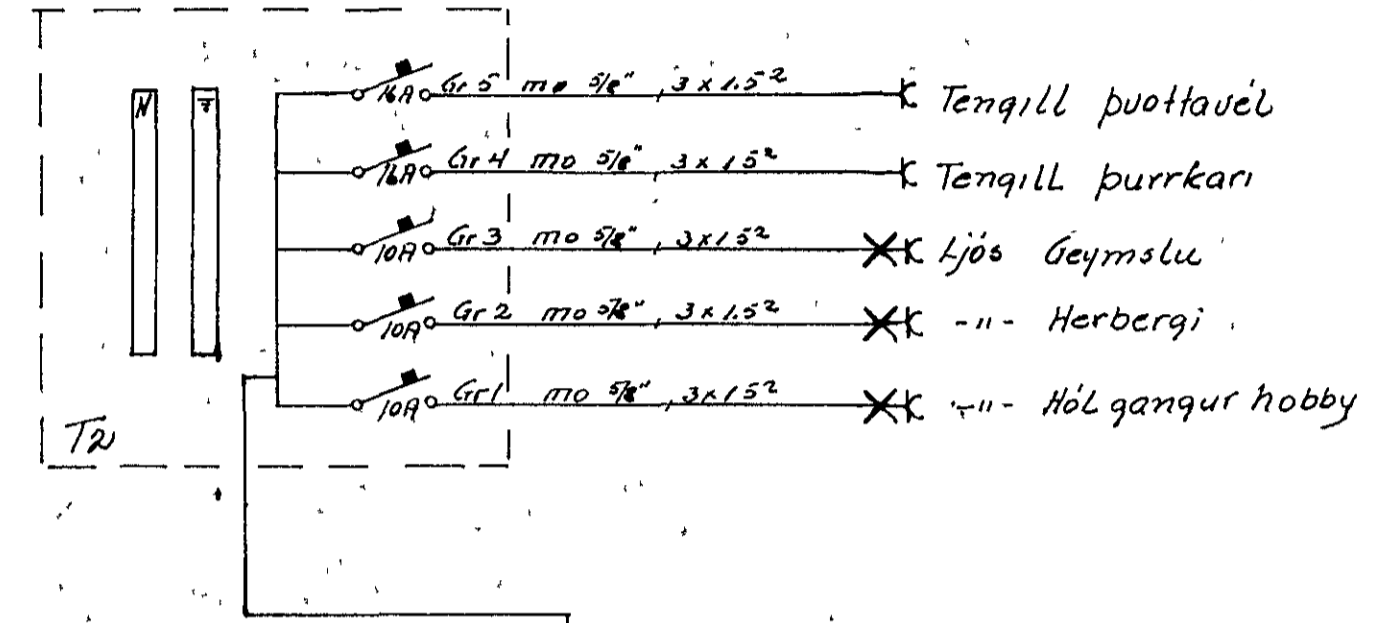 Gr 5 mo 5/8", 3 x 1.5² Tengill þvottavél
16A
N
Gr 4 mo 5/8", 3 x 1.5² Tengill þurrkari
16A
Gr 3 mo 5/8", 3 x 1.5² Ljós Geymslu
10A
Gr 2 mo 5/8", 3 x 1.5² -"- Herbergi
10A
Gr 1 mo 5/8", 3 x 1.5² -"- Hól gangur hobby
10A
T2